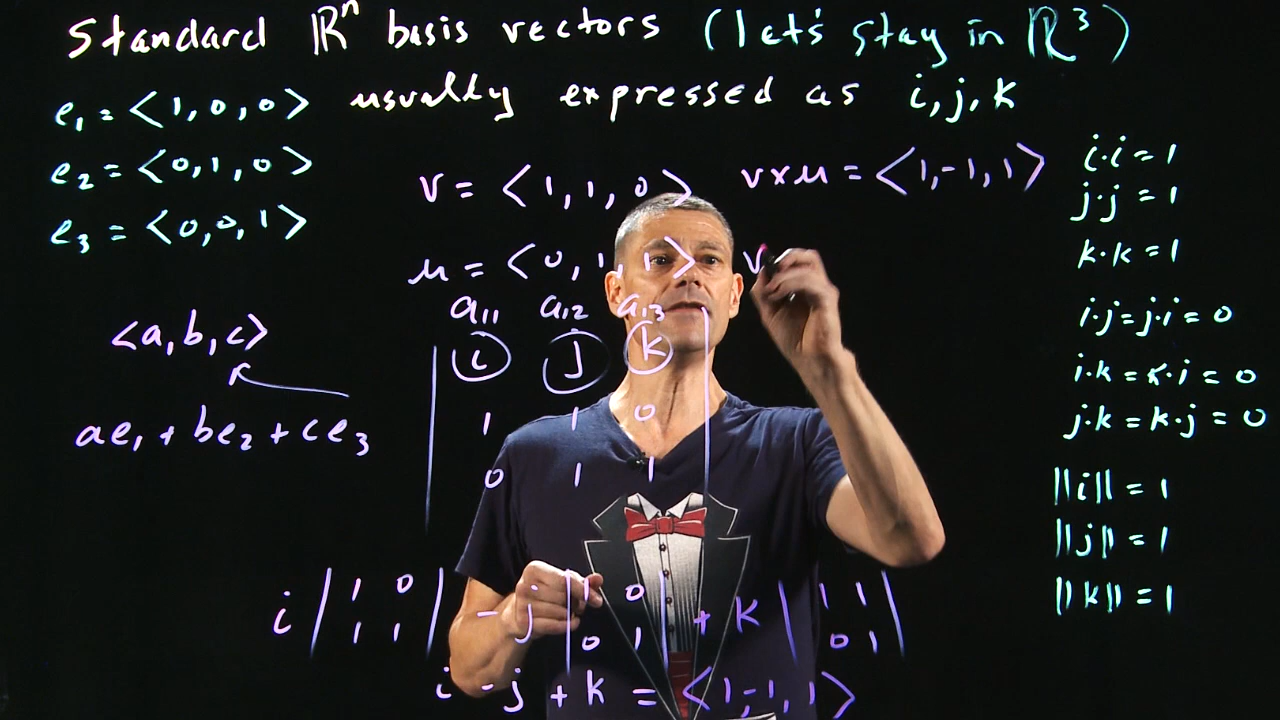 Standard ℝⁿ basis vectors (let's stay in ℝ³)
e₁ = <1, 0, 0> usually expressed as i, j, k
e₂ = <0, 1, 0>
e₃ = <0, 0, 1>
v = <1, 1, 0> v×u = <1, -1, 1>
u = <0, 1, 1> v
a₁₁ a₁₂ a₁₃
i j k
1 1 0
0 1 1
<a, b, c>
ae₁ + be₂ + ce₃
i |1 0| - j |1 0| + k |1 1|
|1 1| |0 1| |0 1|
i - j + k = <1, -1, 1>
i·i = 1
j·j = 1
k·k = 1
i·j = j·i = 0
i·k = k·i = 0
j·k = k·j = 0
||i|| = 1
||j|| = 1
||k|| = 1